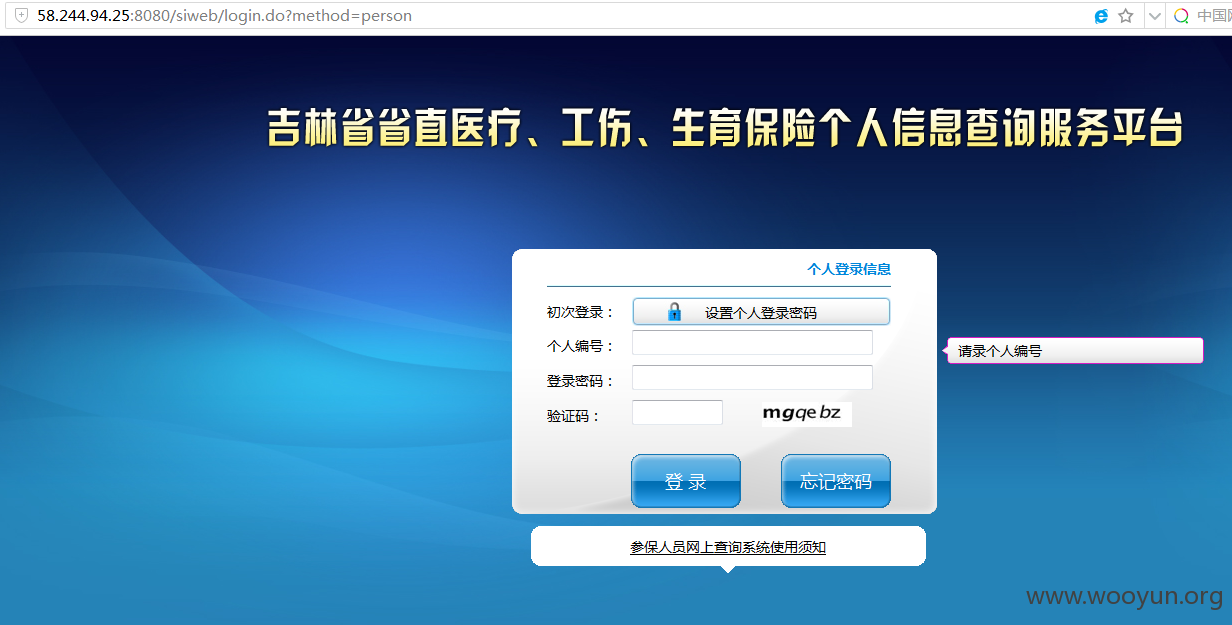 58.244.94.25:8080/siweb/login.do?method=person
中国网
吉林省省直医疗、工伤、生育保险个人信息查询服务平台
个人登录信息
初次登录： 设置个人登录密码
个人编号： 请录个人编号
登录密码：
验证码： mgqebz
登 录 忘记密码
参保人员网上查询系统使用须知
www.wooyun.org